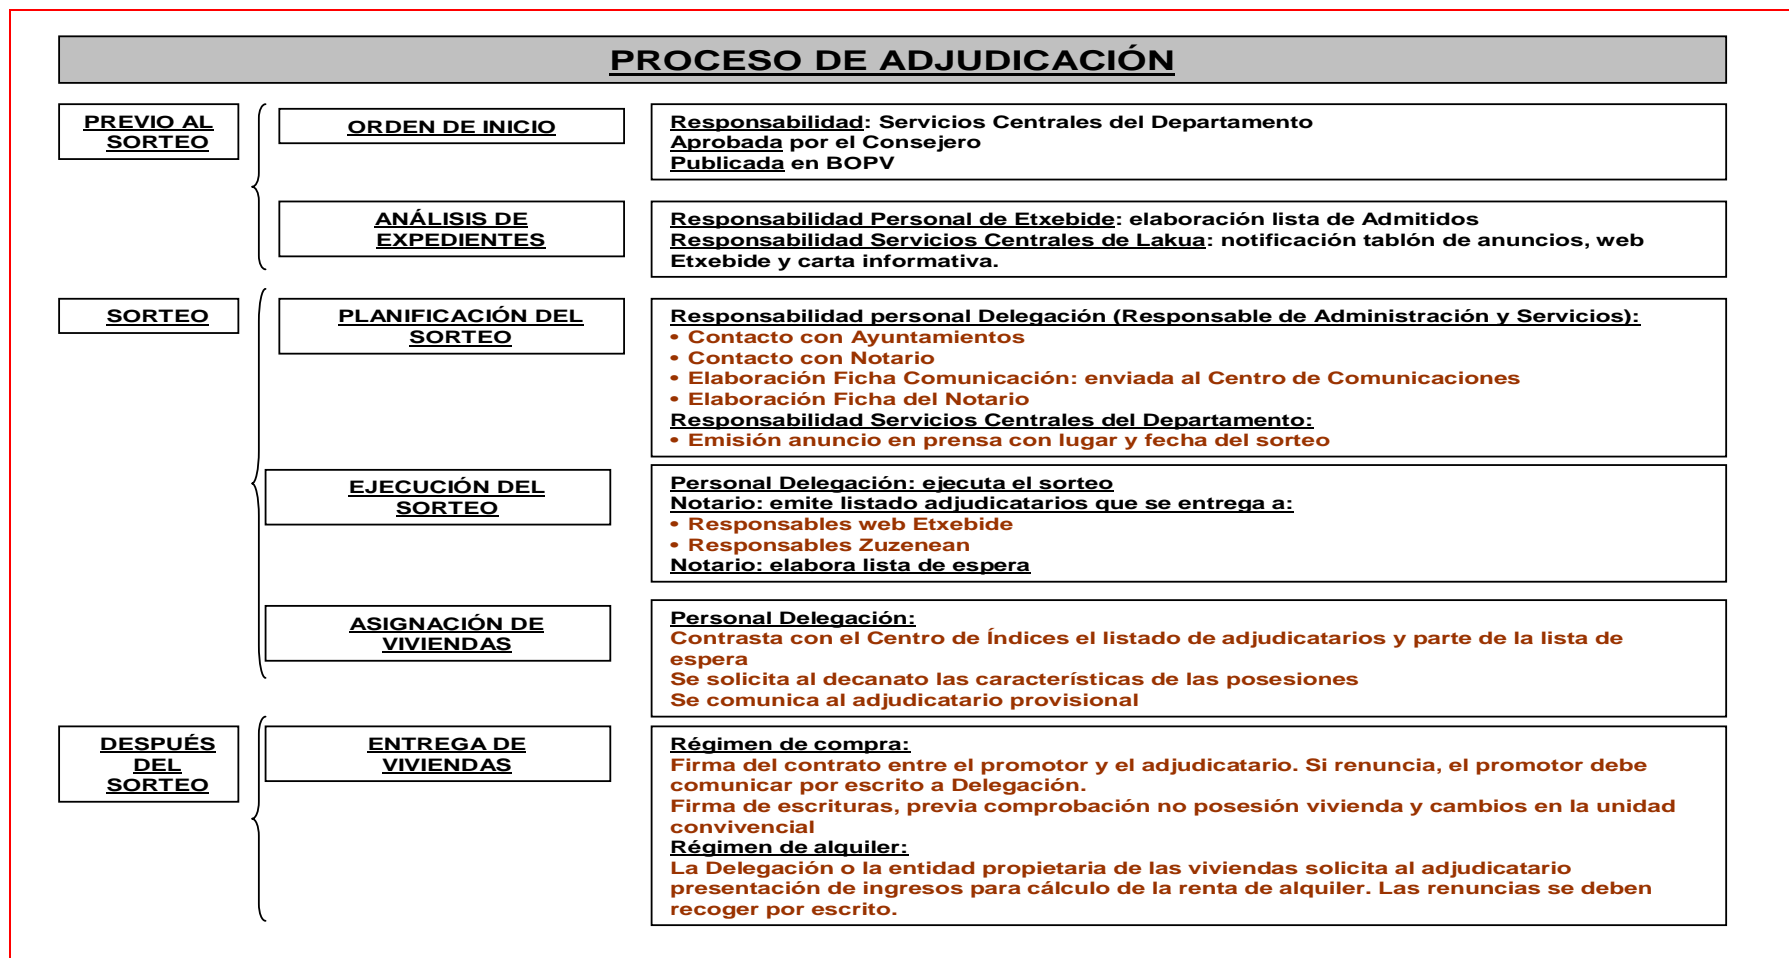 PROCESO DE ADJUDICACIÓN
PREVIO AL
SORTEO
ORDEN DE INICIO
Responsabilidad: Servicios Centrales del Departamento
Aprobada por el Consejero
Publicada en BOPV
ANÁLISIS DE
EXPEDIENTES
Responsabilidad Personal de Etxebide: elaboración lista de Admitidos
Responsabilidad Servicios Centrales de Lakua: notificación tablón de anuncios, web
Etxebide y carta informativa.
SORTEO
PLANIFICACIÓN DEL
SORTEO
Responsabilidad personal Delegación (Responsable de Administración y Servicios):
• Contacto con Ayuntamientos
• Contacto con Notario
• Elaboración Ficha Comunicación: enviada al Centro de Comunicaciones
• Elaboración Ficha del Notario
Responsabilidad Servicios Centrales del Departamento:
• Emisión anuncio en prensa con lugar y fecha del sorteo
EJECUCIÓN DEL
SORTEO
Personal Delegación: ejecuta el sorteo
Notario: emite listado adjudicatarios que se entrega a:
• Responsables web Etxebide
• Responsables Zuzenean
Notario: elabora lista de espera
ASIGNACIÓN DE
VIVIENDAS
Personal Delegación:
Contrasta con el Centro de Índices el listado de adjudicatarios y parte de la lista de
espera
Se solicita al decanato las características de las posesiones
Se comunica al adjudicatario provisional
DESPUÉS
DEL
SORTEO
ENTREGA DE
VIVIENDAS
Régimen de compra:
Firma del contrato entre el promotor y el adjudicatario. Si renuncia, el promotor debe
comunicar por escrito a Delegación.
Firma de escrituras, previa comprobación no posesión vivienda y cambios en la unidad
convivencial
Régimen de alquiler:
La Delegación o la entidad propietaria de las viviendas solicita al adjudicatario
presentación de ingresos para cálculo de la renta de alquiler. Las renuncias se deben
recoger por escrito.